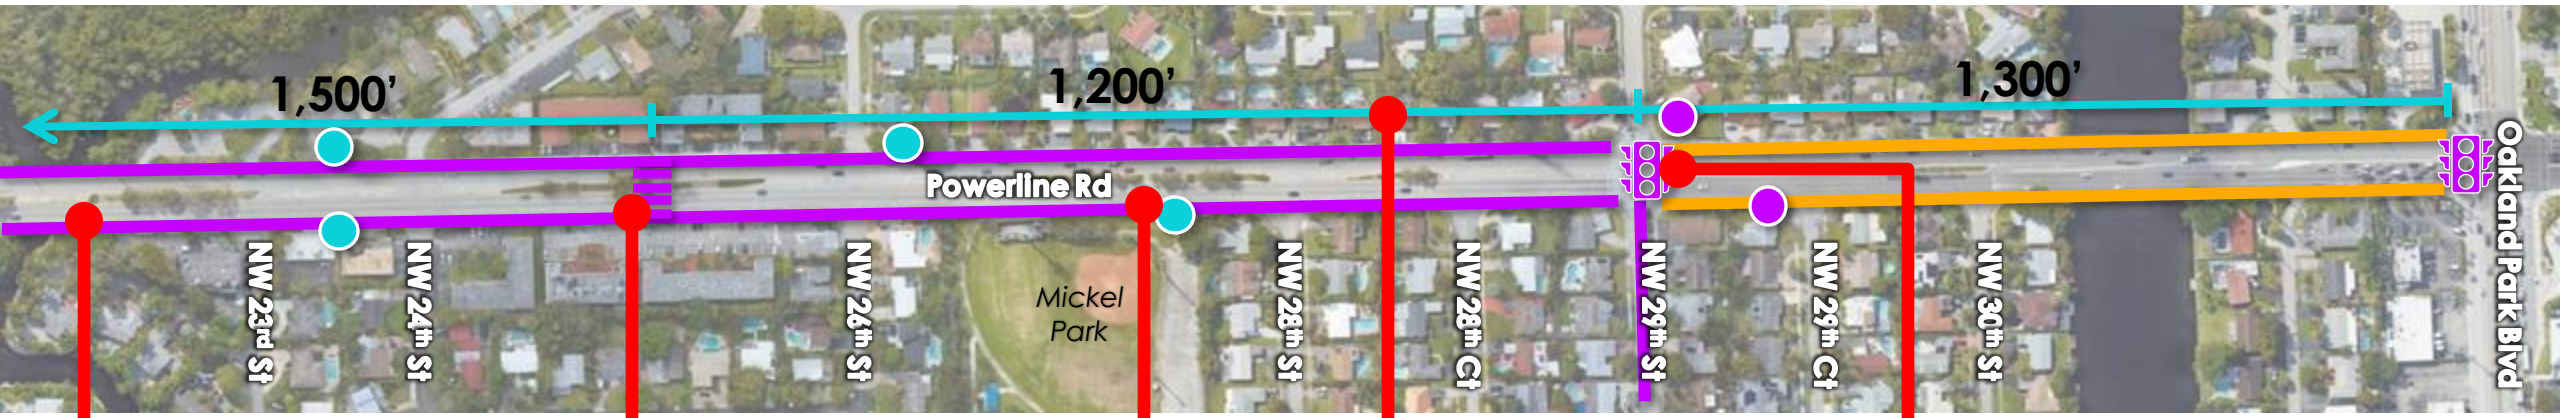 1,500’
1,200’
1,300’
Powerline Rd
Mickel
Park
NW 23rd St
NW 24th St
NW 26th St
NW 28th St
NW 28th Ct
NW 29th St
NW 29th Ct
NW 30th St
Oakland Park Blvd